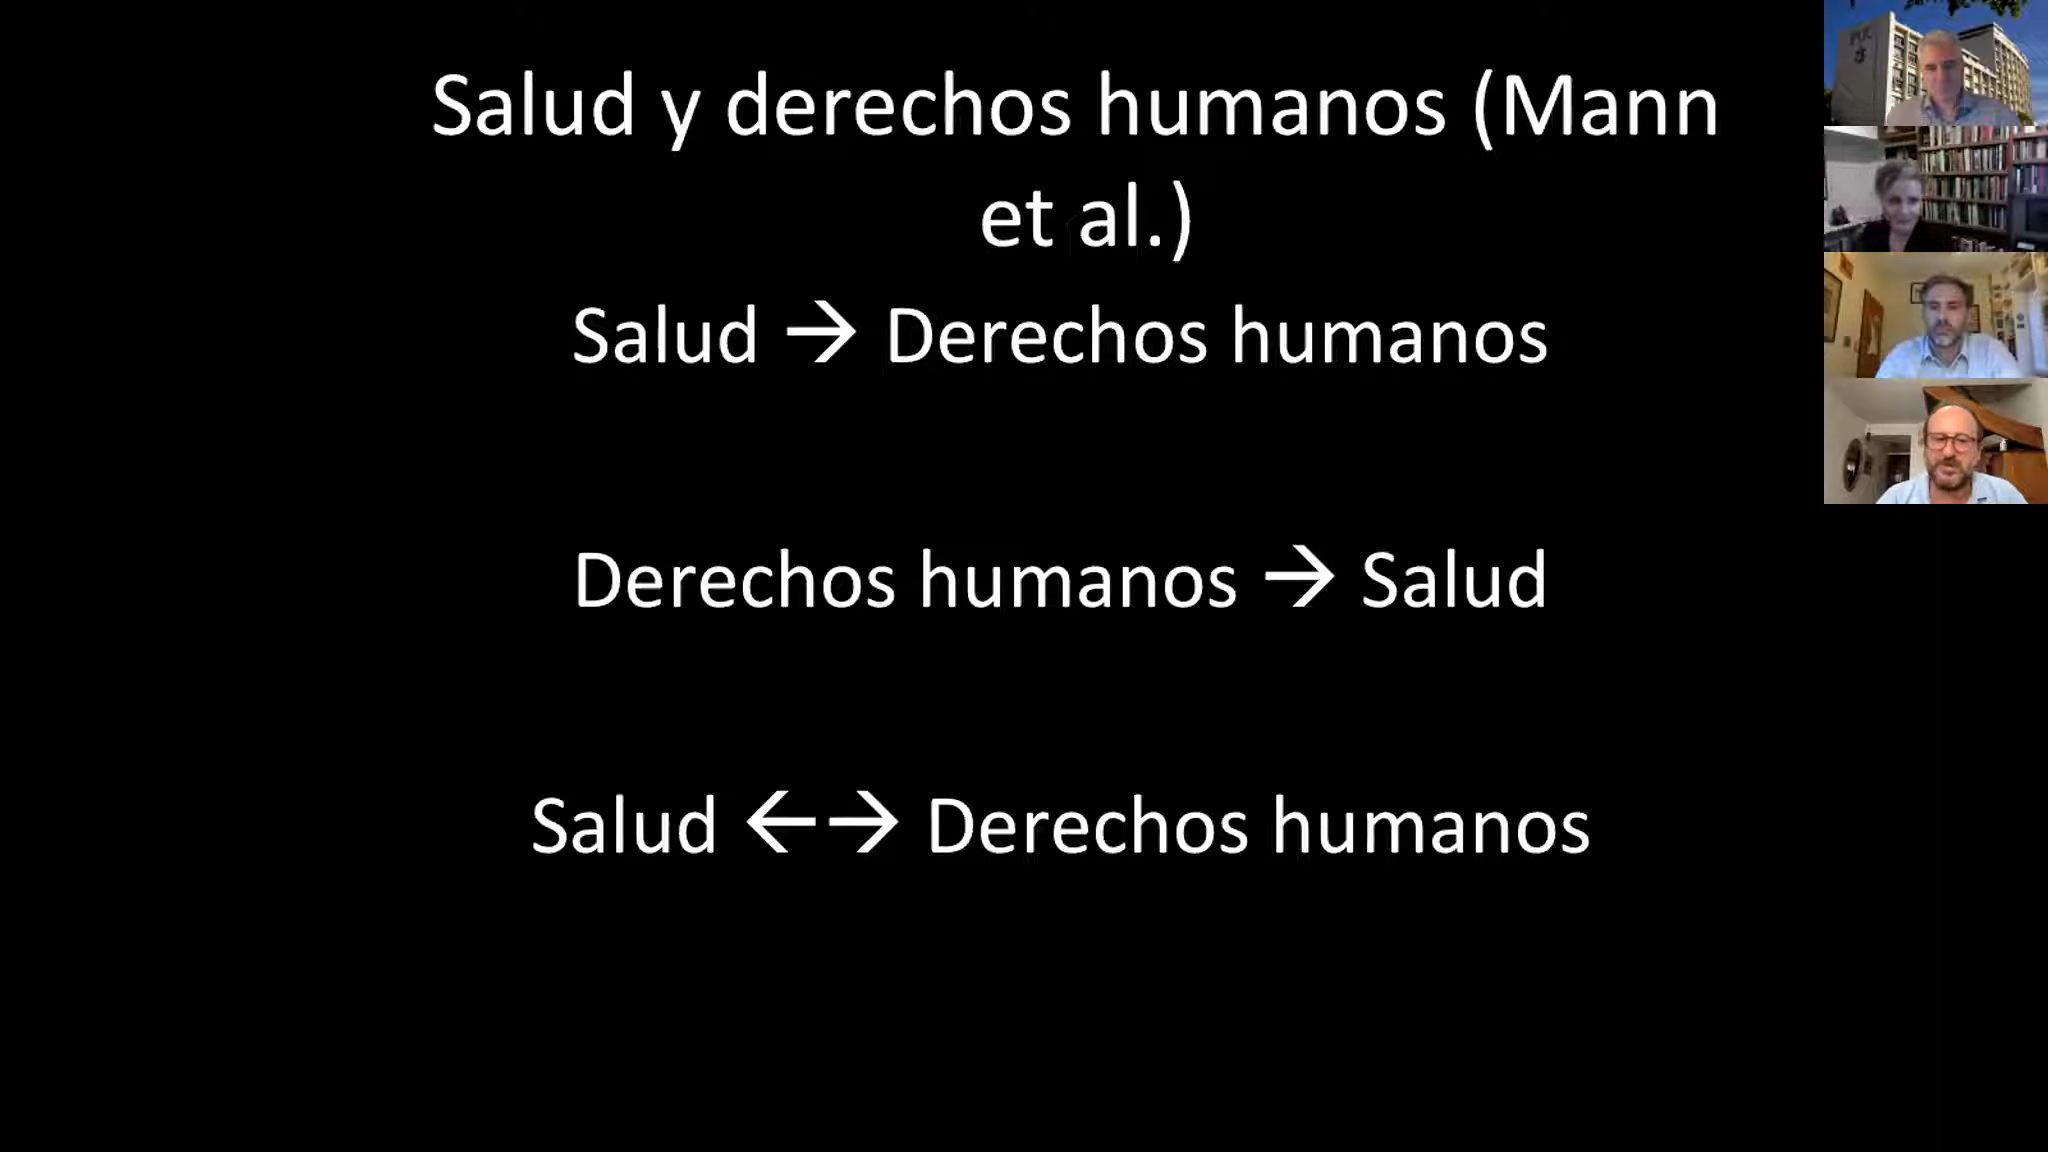 Salud y derechos humanos (Mann
et al.)
Salud → Derechos humanos
Derechos humanos → Salud
Salud ←→ Derechos humanos